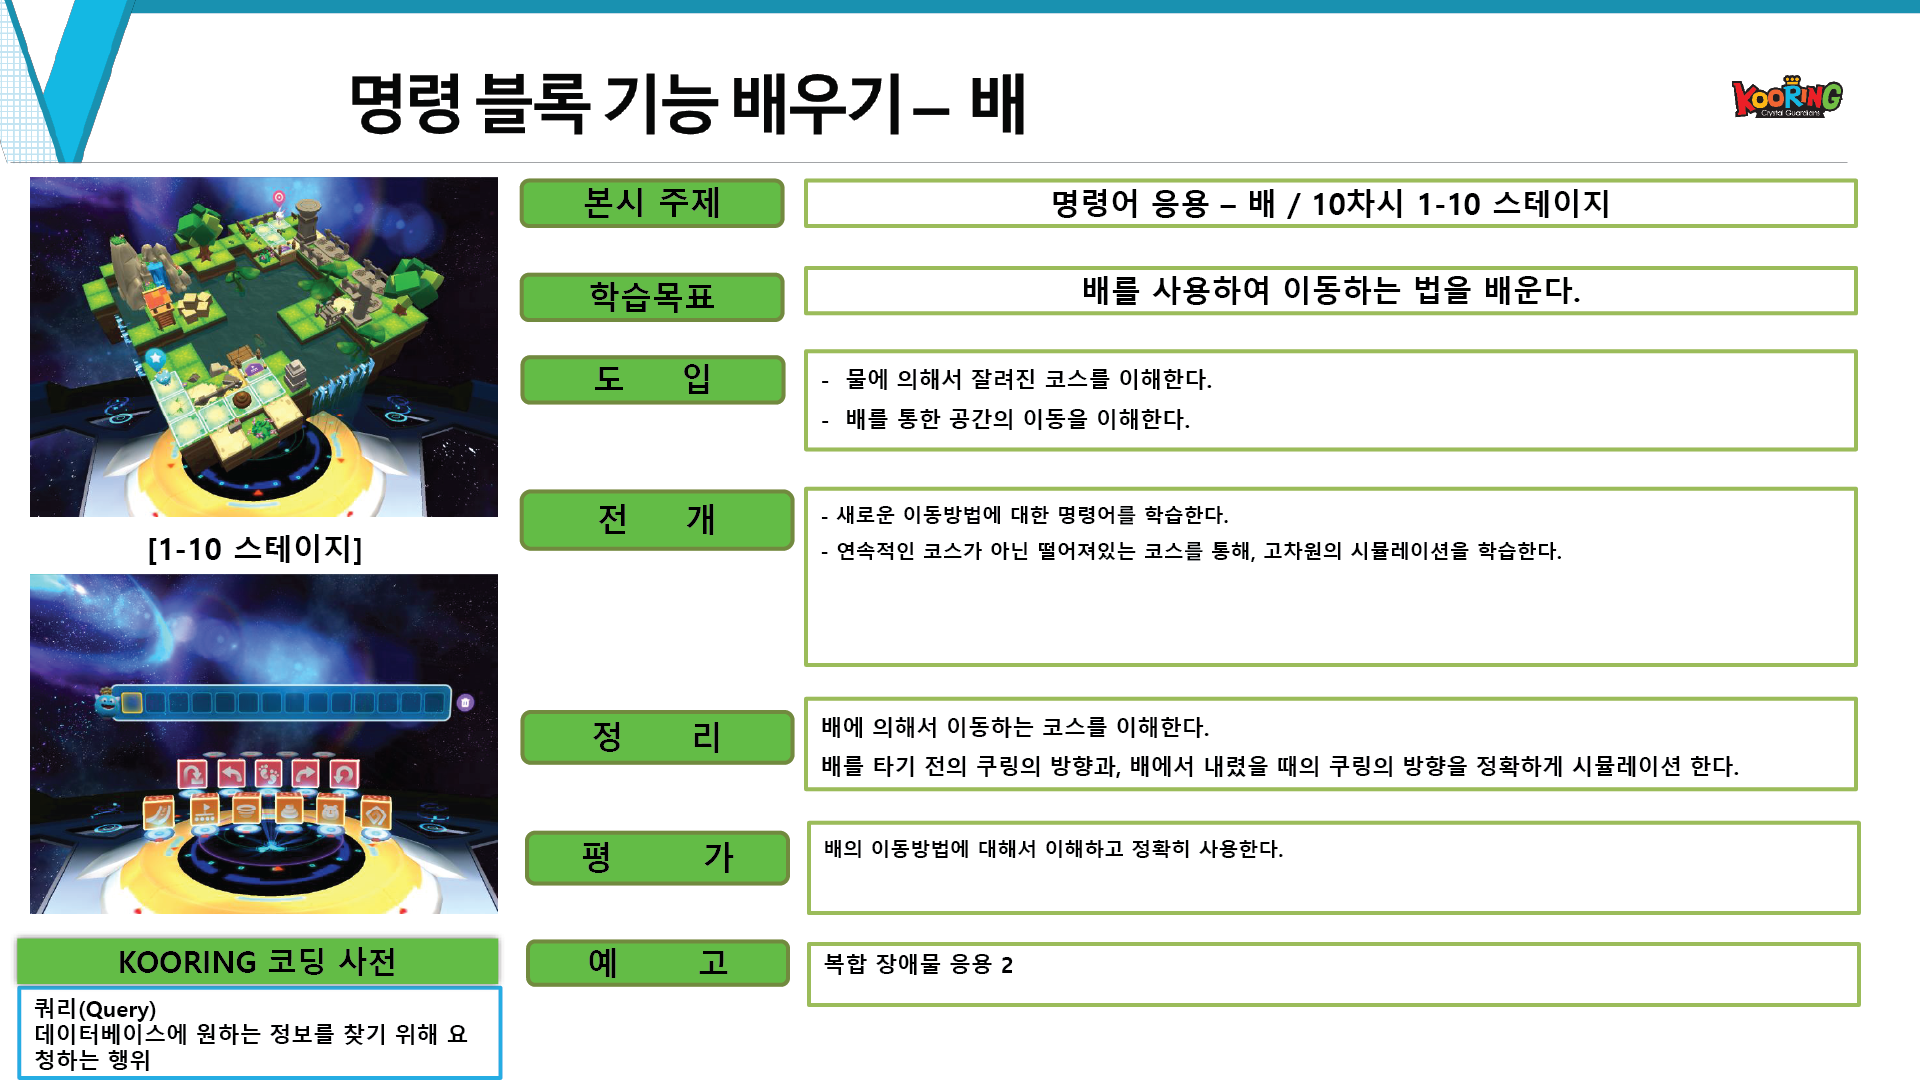 명령 블록 기능 배우기 – 배
KOORING
Crystal Guardians
본시 주제
명령어 응용 – 배 / 10차시 1-10 스테이지
학습목표
배를 사용하여 이동하는 법을 배운다.
도 입
- 물에 의해서 잘려진 코스를 이해한다.
- 배를 통한 공간의 이동을 이해한다.
전 개
- 새로운 이동방법에 대한 명령어를 학습한다.
- 연속적인 코스가 아닌 떨어져있는 코스를 통해, 고차원의 시뮬레이션을 학습한다.
[1-10 스테이지]
정 리
배에 의해서 이동하는 코스를 이해한다.
배를 타기 전의 쿠링의 방향과, 배에서 내렸을 때의 쿠링의 방향을 정확하게 시뮬레이션 한다.
평 가
배의 이동방법에 대해서 이해하고 정확히 사용한다.
예 고
복합 장애물 응용 2
KOORING 코딩 사전
쿼리(Query)
데이터베이스에 원하는 정보를 찾기 위해 요
청하는 행위